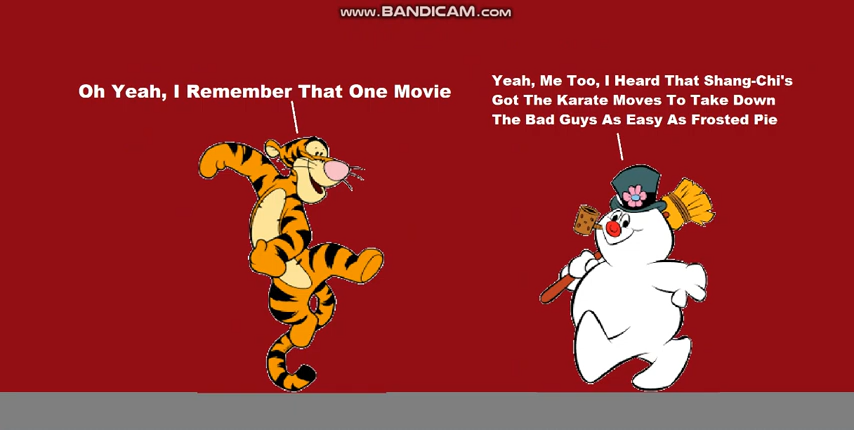 www.BANDICAM.com
Oh Yeah, I Remember That One Movie
Yeah, Me Too, I Heard That Shang-Chi's
Got The Karate Moves To Take Down
The Bad Guys As Easy As Frosted Pie